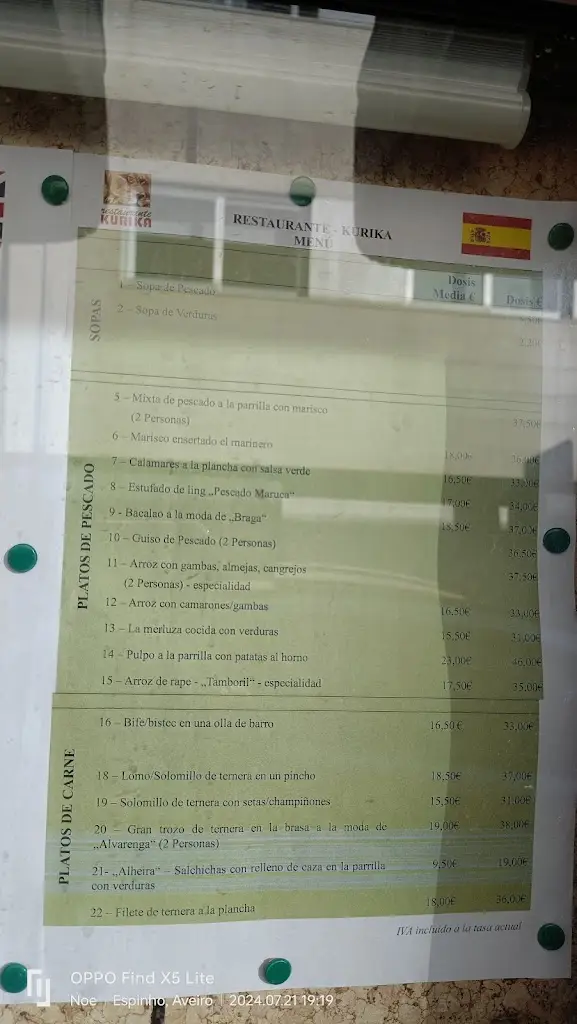 restaurante
KURIKA
RESTAURANTE - KURIKA
MENÚ
Dosis
Media €
Dosis €
SOPAS
1 – Sopa de Pescado
2 – Sopa de Verduras
2,20€
PLATOS DE PESCADO
5 – Mixta de pescado a la parrilla con marisco
(2 Personas) 37,50€
6 – Marisco ensertado el marinero 18,00€ 36,00€
7 – Calamares a la plancha con salsa verde 16,50€ 33,00€
8 – Estufado de ling „Pescado Maruca“ 17,00€ 34,00€
9 - Bacalao a la moda de „Braga“ 18,50€ 37,00€
10 – Guiso de Pescado (2 Personas) 36,50€
11 – Arroz con gambas, almejas, cangrejos
(2 Personas) - especialidad 37,50€
12 – Arroz con camarones/gambas 16,50€ 33,00€
13 – La merluza cocida con verduras 15,50€ 31,00€
14 – Pulpo a la parrilla con patatas al horno 23,00€ 46,00€
15 – Arroz de rape - „Tamboril“ - especialidad 17,50€ 35,00€
PLATOS DE CARNE
16 – Bife/bistec en una olla de barro 16,50 € 33,00€
18 – Lomo/Solomillo de ternera en un pincho 18,50€ 37,00€
19 – Solomillo de ternera con setas/champiñones 15,50€ 31,00€
20 – Gran trozo de ternera en la brasa a la moda de 19,00€ 38,00€
„Alvarenga“ (2 Personas)
21- „Alheira“ – Salchichas con relleno de caza en la parrilla 9,50€ 19,00€
con verduras
22 – Filete de ternera a la plancha 18,00€ 36,00€
IVA incluido a la tasa actual
OPPO Find X5 Lite
Noe | Espinho, Aveiro | 2024.07.21 19:19